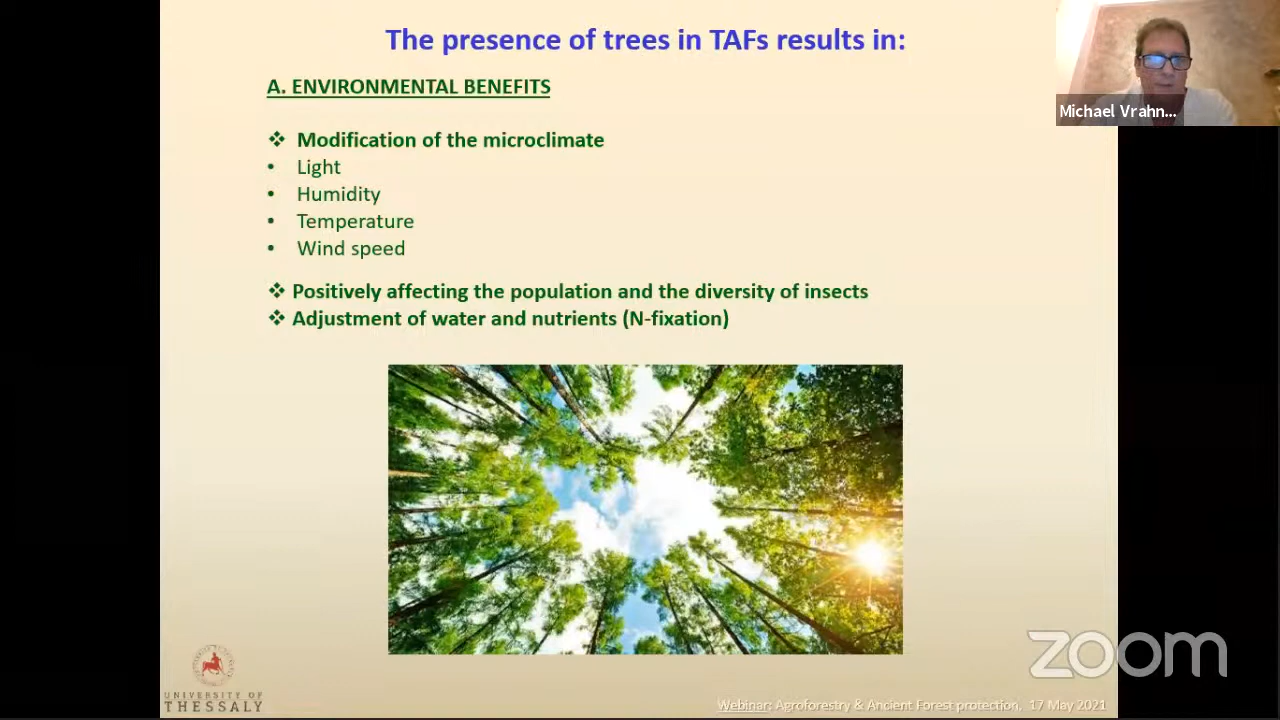 The presence of trees in TAFs results in:
A. ENVIRONMENTAL BENEFITS
❖ Modification of the microclimate
• Light
• Humidity
• Temperature
• Wind speed
❖ Positively affecting the population and the diversity of insects
❖ Adjustment of water and nutrients (N-fixation)
Michael Vrahn...
UNIVERSITY OF
THESSALY
zoom
Webinar: Agroforestry & Ancient Forest protection, 17 May 2021